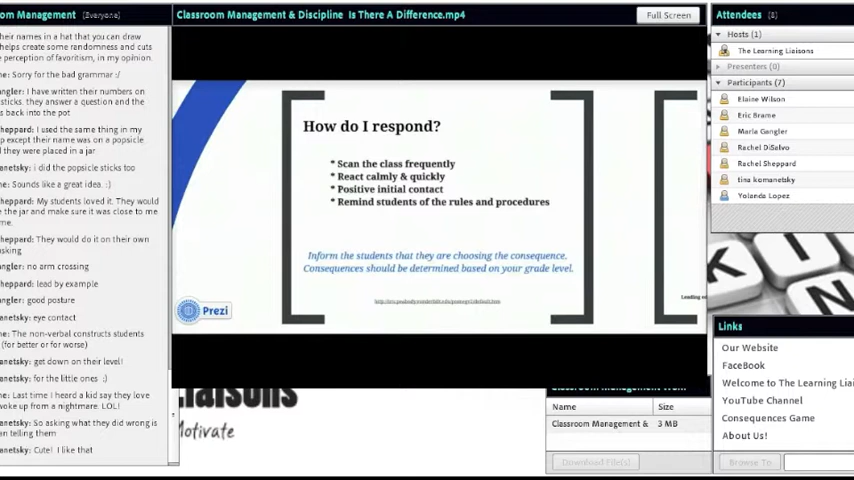 om Management (Everyone)
heir names in a hat that you can draw
helps create some randomness and cuts
perception of favoritism, in my opinion.
ne: Sorry for the bad grammar :/
angler: I have written their numbers on
sticks. they answer a question and the
s back into the pot
heppard: I used the same thing in my
p except their name was on a popsicle
d they were placed in a jar
anetsky: i did the popsicle sticks too
ne: Sounds like a great idea. :)
heppard: My students loved it. They would
e the jar and make sure it was close to me
me.
heppard: They would do it on their own
asking
angler: no arm crossing
heppard: lead by example
angler: good posture
anetsky: eye contact
ne: The non-verbal constructs students
(for better or for worse)
anetsky: get down on their level!
anetsky: for the little ones :)
ne: Last time I heard a kid say they love
woke up from a nightmare. LOL!
anetsky: So asking what they did wrong is
an telling them
anetsky: Cute! I like that
Classroom Management & Discipline Is There A Difference.mp4
Full Screen
How do I respond?
* Scan the class frequently
* React calmly & quickly
* Positive initial contact
* Remind students of the rules and procedures
Inform the students that they are choosing the consequence.
Consequences should be determined based on your grade level.
Prezi
Liaisons
Motivate
Name
Size
Classroom Management &
3 MB
Download File(s)
Attendees (8)
Hosts (1)
The Learning Liaisons
Presenters (0)
Participants (7)
Elaine Wilson
Eric Brame
Marla Gangler
Rachel DiSalvo
Rachel Sheppard
tina komanetsky
Yolanda Lopez
K I N
Links
Our Website
FaceBook
Welcome to The Learning Liai
YouTube Channel
Consequences Game
About Us!
Browse To